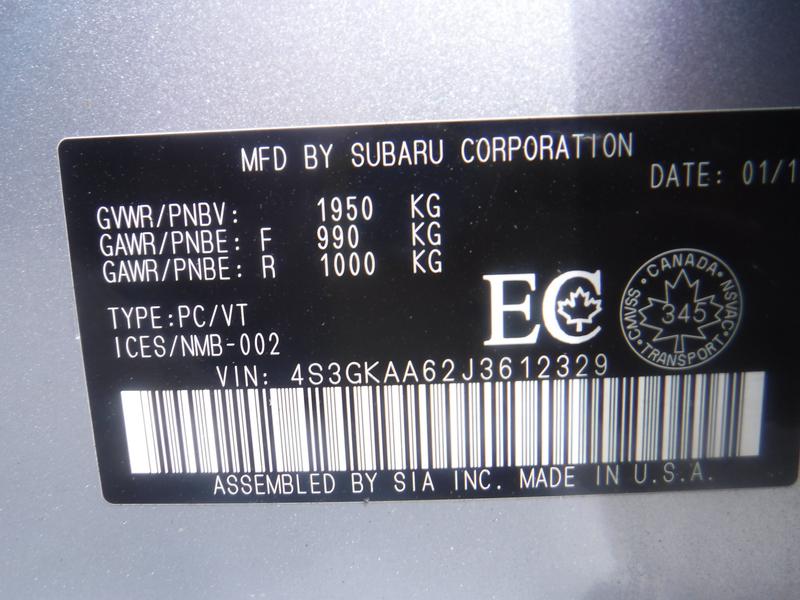 MFD BY SUBARU CORPORATION
DATE: 01/1
GVWR/PNBV: 1950 KG
GAWR/PNBE: F 990 KG
GAWR/PNBE: R 1000 KG
TYPE:PC/VT
ICES/NMB-002
EC
CMVSS · CANADA · NSVAC · TRANSPORT
345
VIN: 4S3GKAA62J3612329
ASSEMBLED BY SIA INC. MADE IN U.S.A.